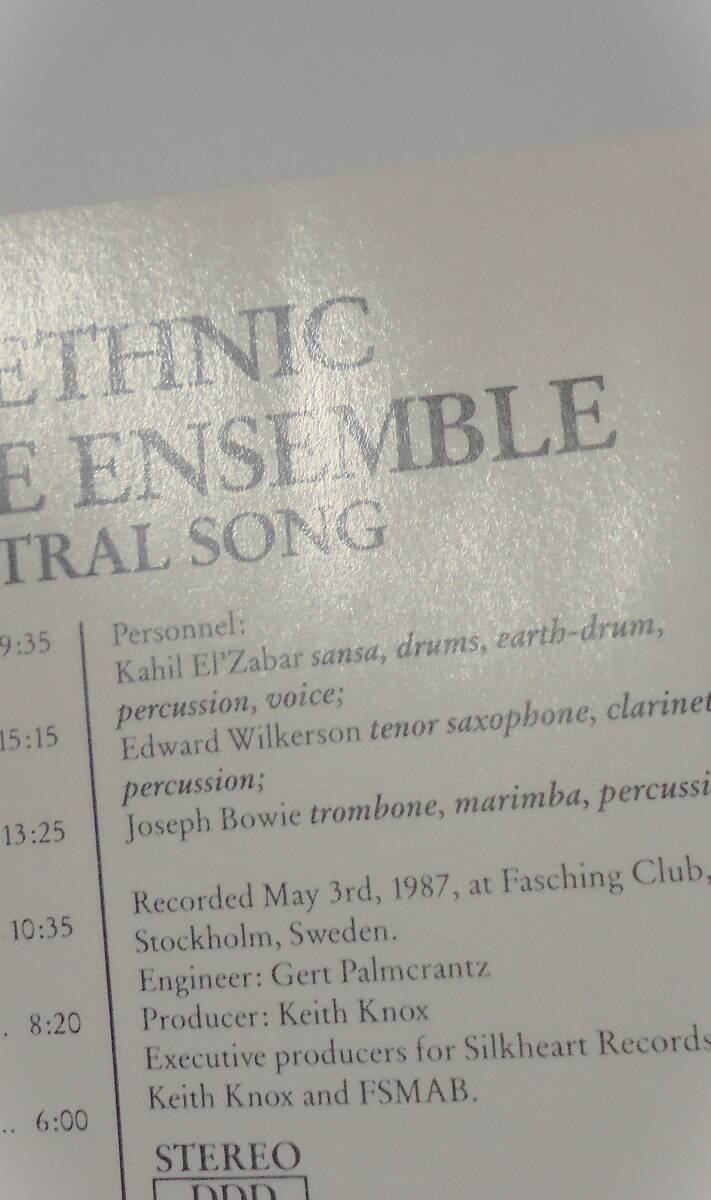 ETHNIC
E ENSEMBLE
TRAL SONG
9:35
15:15
13:25
10:35
. 8:20
.. 6:00
Personnel:
Kahil El'Zabar sansa, drums, earth-drum,
percussion, voice;
Edward Wilkerson tenor saxophone, clarinet
percussion;
Joseph Bowie trombone, marimba, percussi
Recorded May 3rd, 1987, at Fasching Club,
Stockholm, Sweden.
Engineer: Gert Palmcrantz
Producer: Keith Knox
Executive producers for Silkheart Records
Keith Knox and FSMAB.
STEREO
DDD